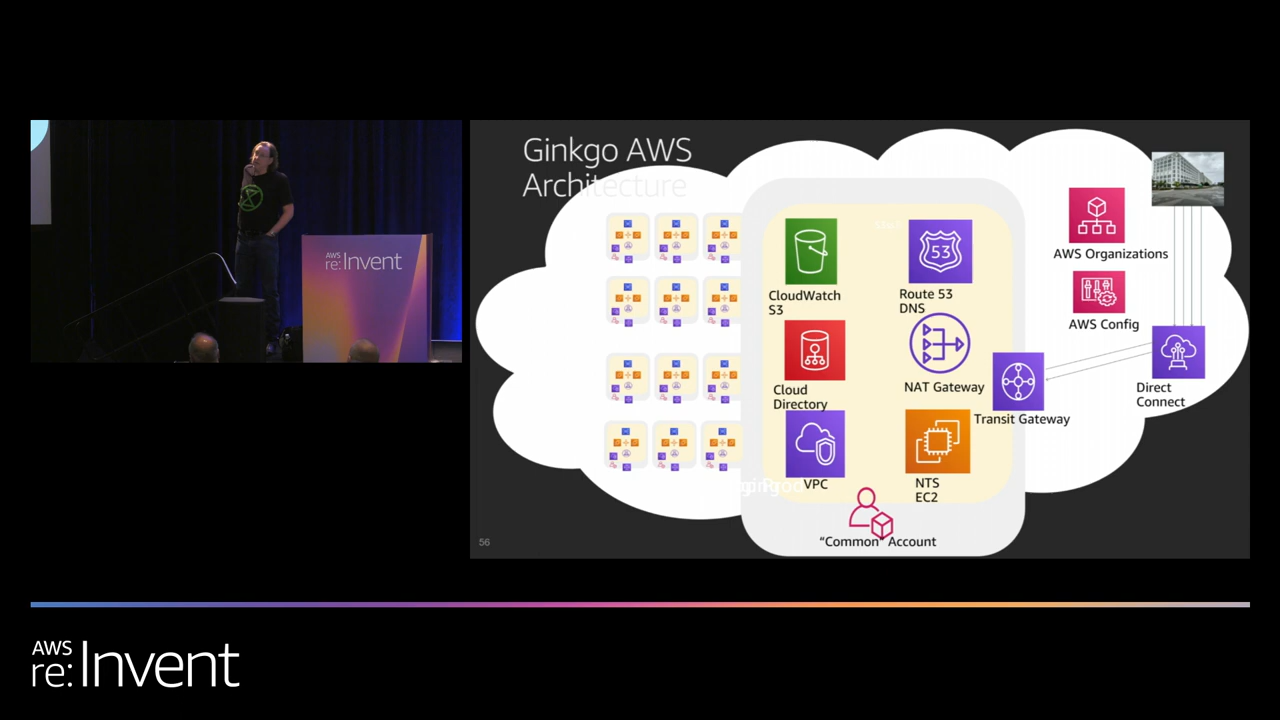 AWS
re:Invent
Ginkgo AWS
Architecture
CloudWatch
S3
Route 53
DNS
53
Cloud
Directory
NAT Gateway
VPC
NTS
EC2
"Common" Account
Transit Gateway
AWS Organizations
AWS Config
Direct
Connect
56
AWS
re:Invent